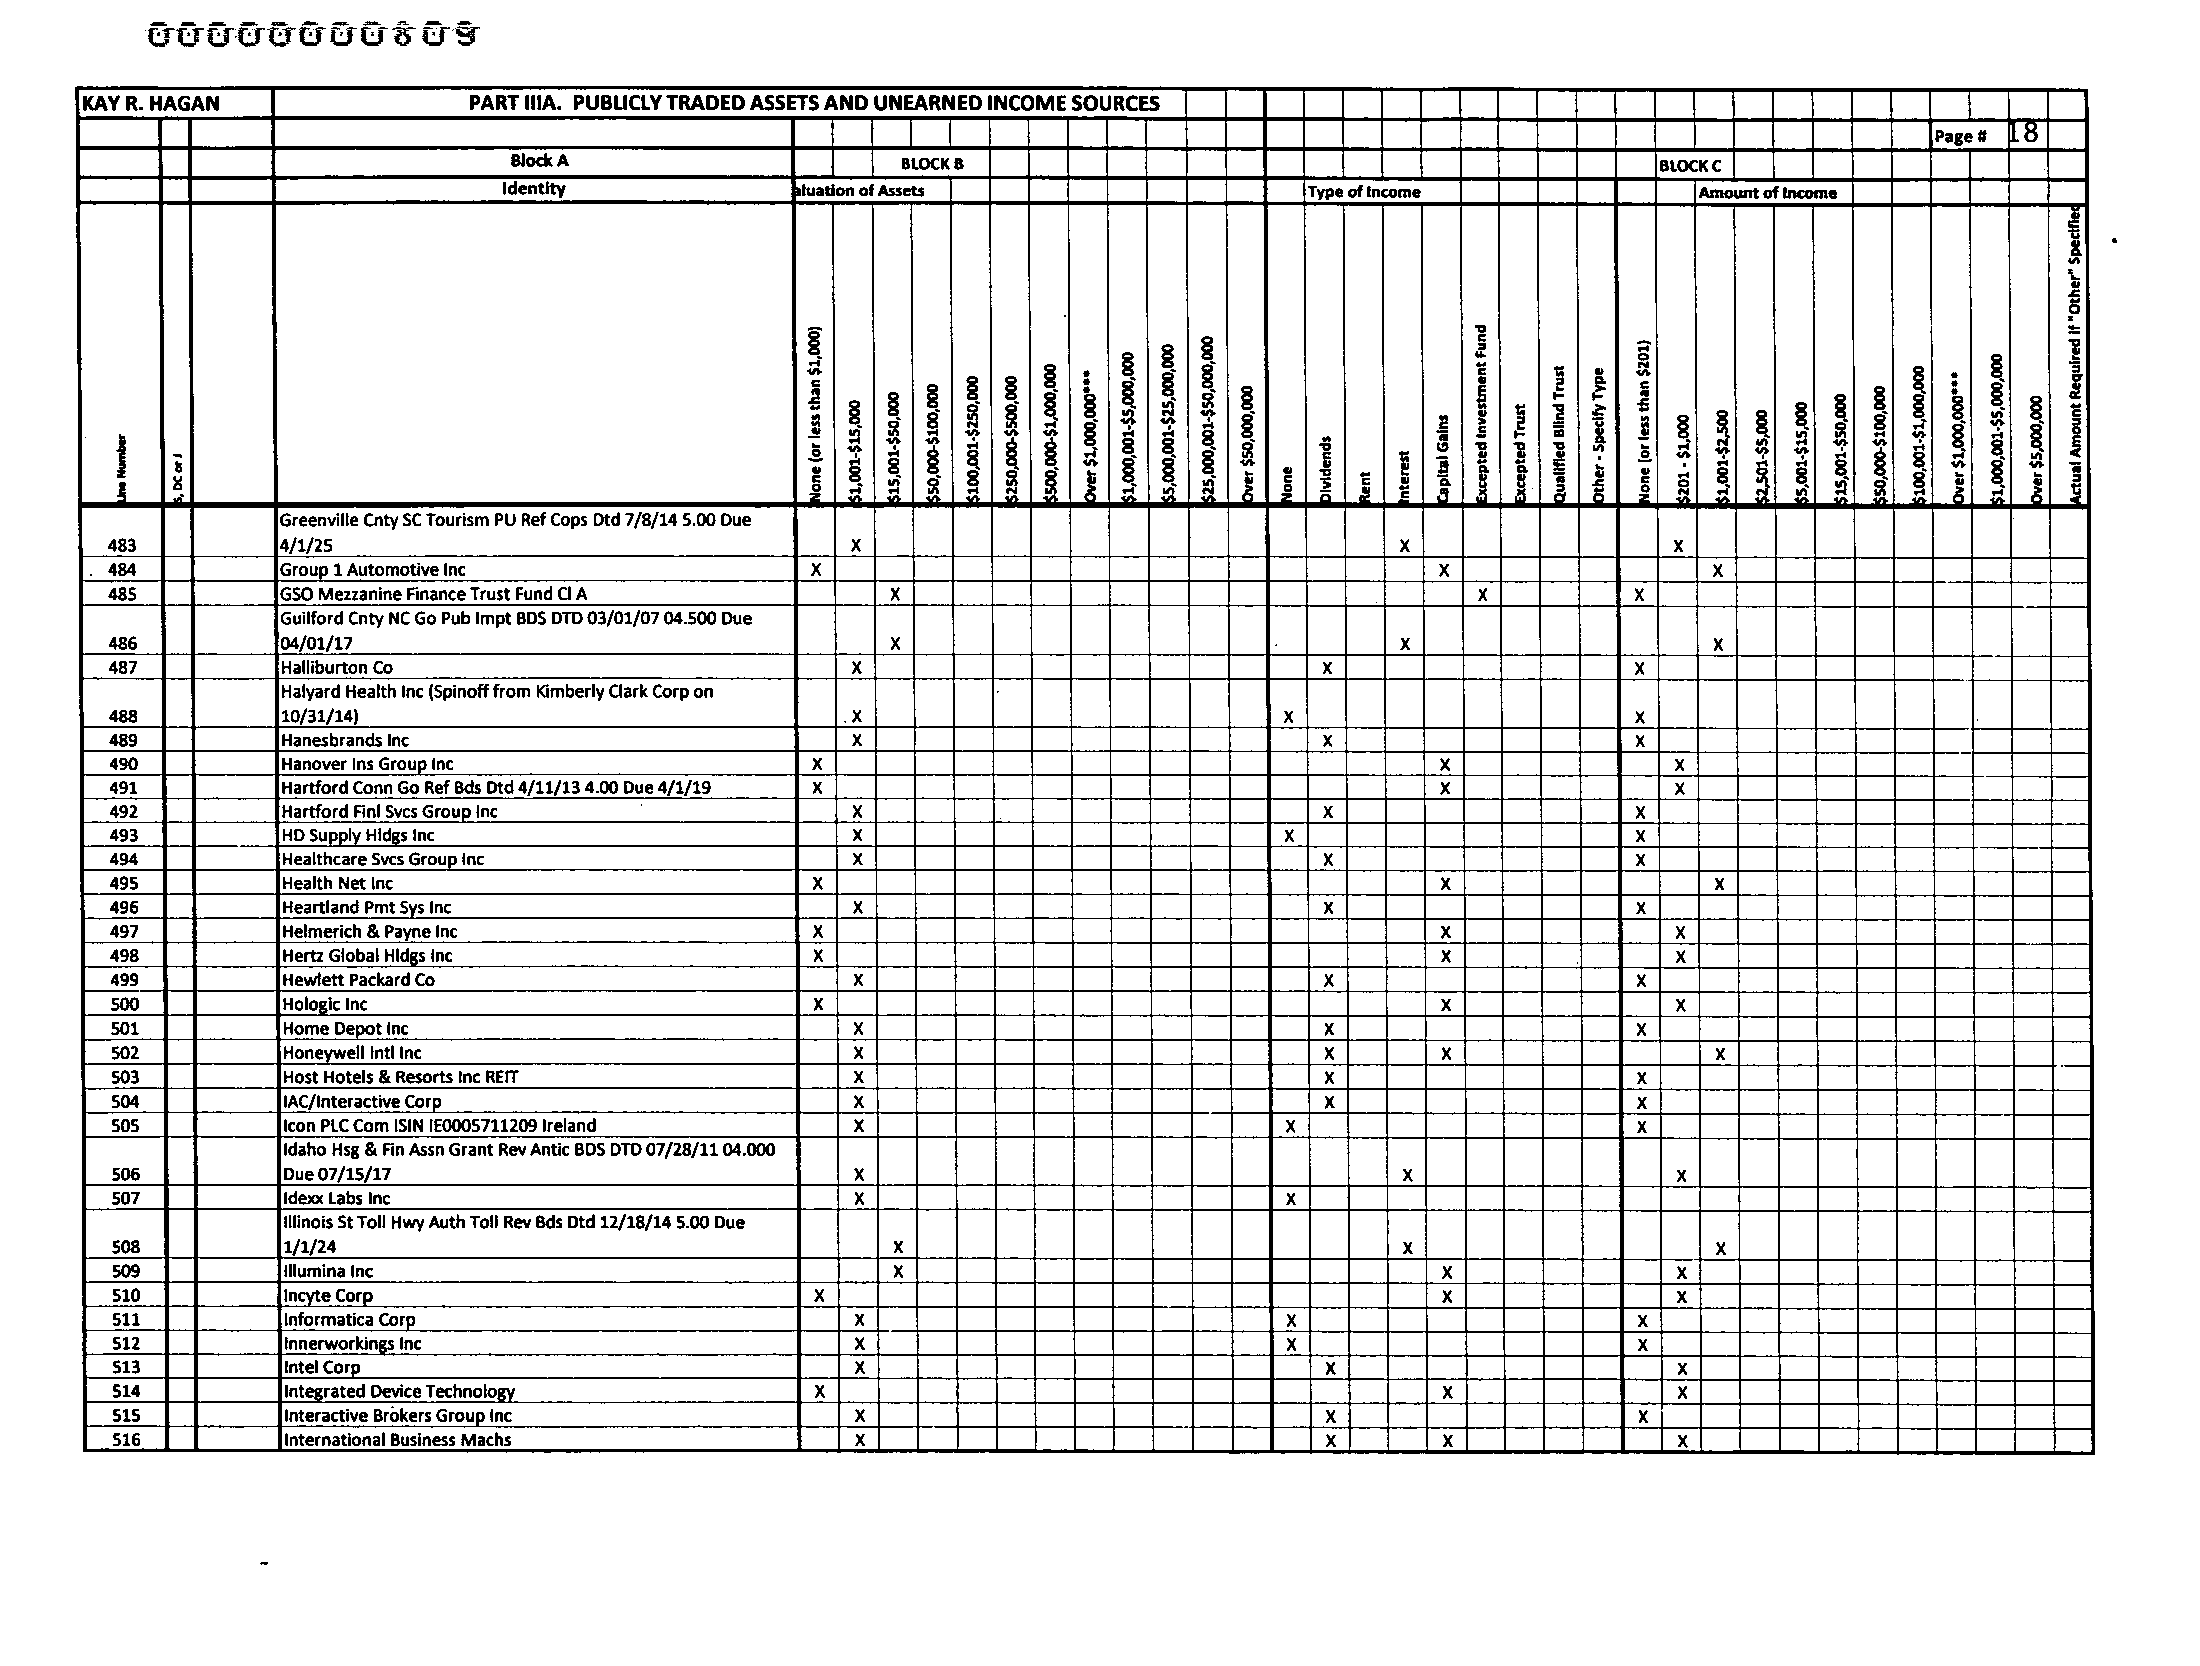 0000000809
KAY R. HAGAN PART IIIA. PUBLICLY TRADED ASSETS AND UNEARNED INCOME SOURCES
Page # 18
Block A BLOCK B BLOCK C
Identity aluation of Assets Type of Income Amount of Income
Line Number
S, DC or J
None (or less than $1,000)
$1,001-$15,000
$15,001-$50,000
$50,000-$100,000
$100,001-$250,000
$250,000-$500,000
$500,000-$1,000,000
Over $1,000,000***
$1,000,001-$5,000,000
$5,000,001-$25,000,000
$25,000,001-$50,000,000
Over $50,000,000
None
Dividends
Rent
Interest
Capital Gains
Excepted Investment Fund
Excepted Trust
Qualified Blind Trust
Other - Specify Type
None (or less than $201)
$201 - $1,000
$1,001-$2,500
$2,501-$5,000
$5,001-$15,000
$15,001-$50,000
$50,000-$100,000
$100,001-$1,000,000
Over $1,000,000***
$1,000,001-$5,000,000
Over $5,000,000
Actual Amount Required if "Other" Specified
Greenville Cnty SC Tourism PU Ref Cops Dtd 7/8/14 5.00 Due
483 4/1/25 X X X
484 Group 1 Automotive Inc X X X
485 GSO Mezzanine Finance Trust Fund Cl A X X X
Guilford Cnty NC Go Pub Impt BDS DTD 03/01/07 04.500 Due
486 04/01/17 X X X
487 Halliburton Co X X X
Halyard Health Inc (Spinoff from Kimberly Clark Corp on
488 10/31/14) X X X
489 Hanesbrands Inc X X X
490 Hanover Ins Group Inc X X X
491 Hartford Conn Go Ref Bds Dtd 4/11/13 4.00 Due 4/1/19 X X X
492 Hartford Finl Svcs Group Inc X X X
493 HD Supply Hldgs Inc X X X
494 Healthcare Svcs Group Inc X X X
495 Health Net Inc X X X
496 Heartland Pmt Sys Inc X X X
497 Helmerich & Payne Inc X X X
498 Hertz Global Hldgs Inc X X X
499 Hewlett Packard Co X X X
500 Hologic Inc X X X
501 Home Depot Inc X X X
502 Honeywell Intl Inc X X X X
503 Host Hotels & Resorts Inc REIT X X X
504 IAC/Interactive Corp X X X
505 Icon PLC Com ISIN IE0005711209 Ireland X X X
Idaho Hsg & Fin Assn Grant Rev Antic BDS DTD 07/28/11 04.000
506 Due 07/15/17 X X X
507 Idexx Labs Inc X X
Illinois St Toll Hwy Auth Toll Rev Bds Dtd 12/18/14 5.00 Due
508 1/1/24 X X X
509 Illumina Inc X X X
510 Incyte Corp X X X
511 Informatica Corp X X X
512 Innerworkings Inc X X X
513 Intel Corp X X X
514 Integrated Device Technology X X X
515 Interactive Brokers Group Inc X X X
516 International Business Machs X X X X